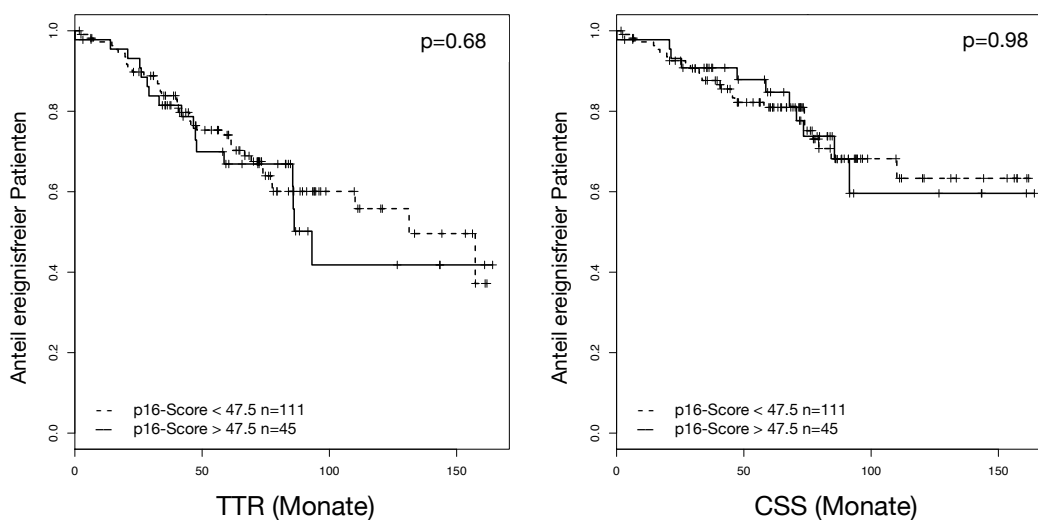 p=0.68
Anteil ereignisfreier Patienten
1.0
0.8
0.6
0.4
0.2
0.0
p16-Score < 47.5 n=111
p16-Score > 47.5 n=45
0 50 100 150
TTR (Monate)
p=0.98
Anteil ereignisfreier Patienten
1.0
0.8
0.6
0.4
0.2
0.0
p16-Score < 47.5 n=111
p16-Score > 47.5 n=45
0 50 100 150
CSS (Monate)